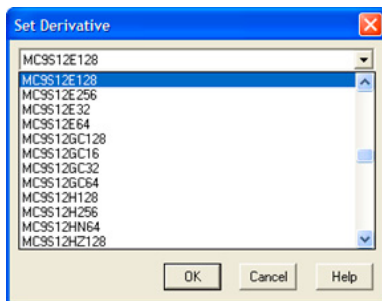 Set Derivative
MC9S12E128
MC9S12E128
MC9S12E256
MC9S12E32
MC9S12E64
MC9S12GC128
MC9S12GC16
MC9S12GC32
MC9S12GC64
MC9S12H128
MC9S12H256
MC9S12HN64
MC9S12HZ128
OK Cancel Help